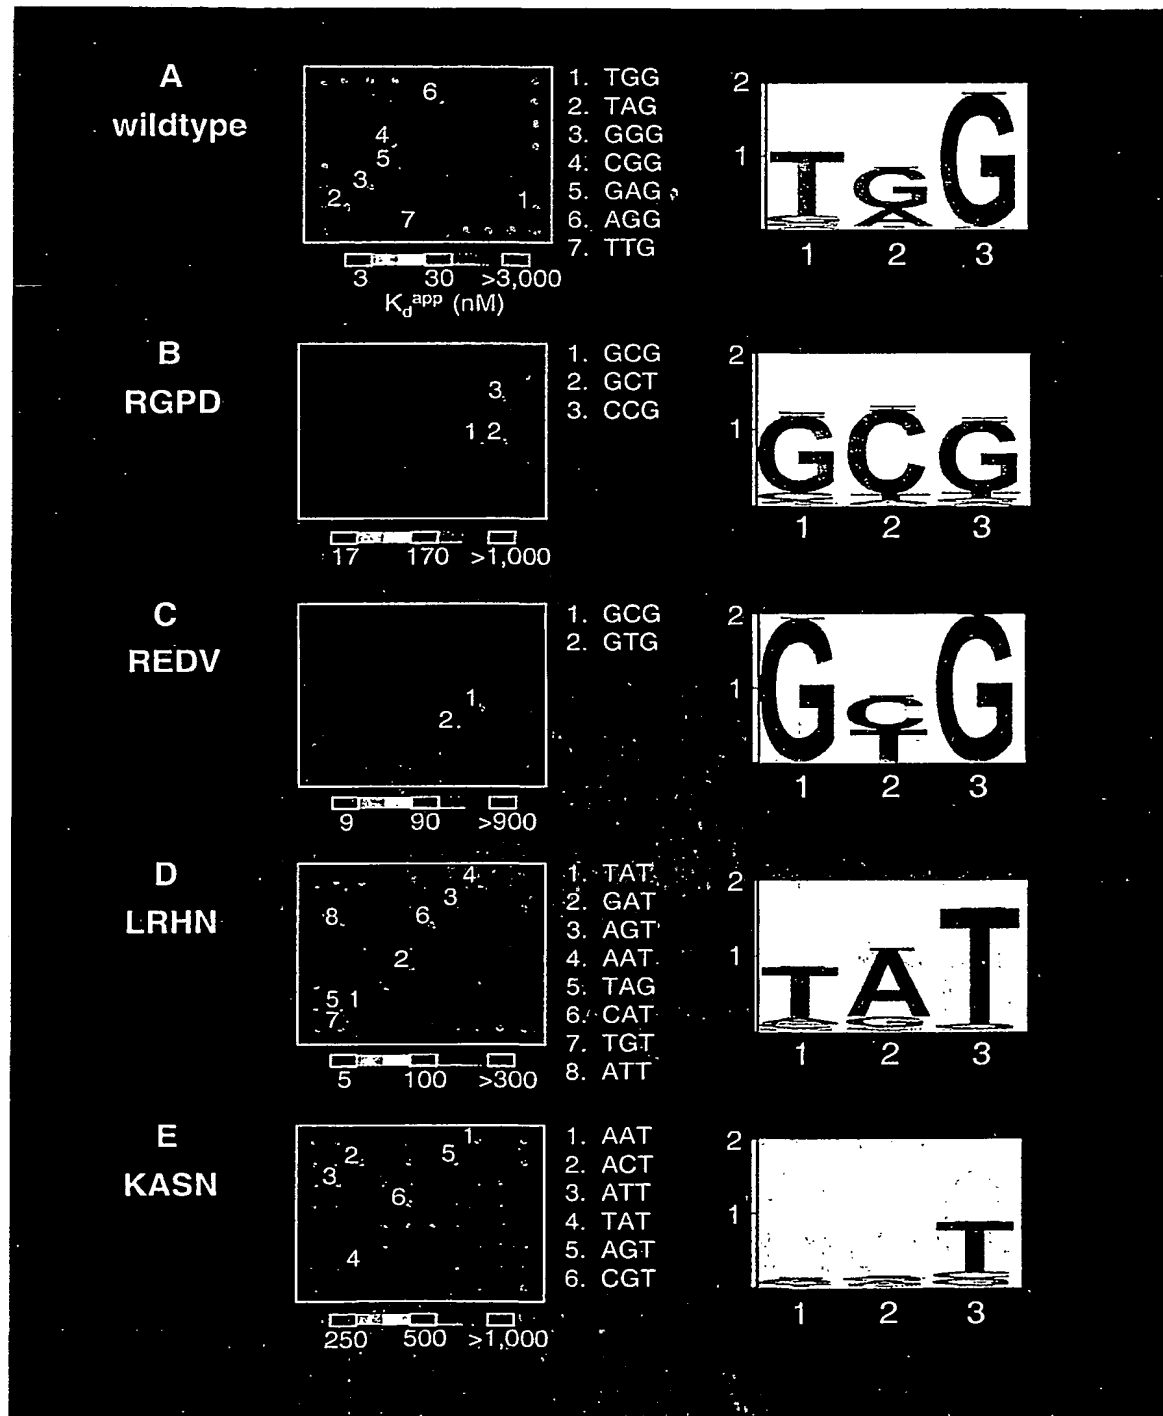 A
wildtype
6
4
5
3
2
1
7
3 30 >3,000
K_d^app (nM)
1. TGG
2. TAG
3. GGG
4. CGG
5. GAG
6. AGG
7. TTG
2
1
T G A G
1 2 3
B
RGPD
3
1 2
17 170 >1,000
1. GCG
2. GCT
3. CCG
2
1
G C G
1 2 3
C
REDV
1
2
9 90 >900
1. GCG
2. GTG
2
1
G C T G
1 2 3
D
LRHN
4
3
8 6
2
5 1
7
5 100 >300
1. TAT
2. GAT
3. AGT
4. AAT
5. TAG
6. CAT
7. TGT
8. ATT
2
1
T A T
1 2 3
E
KASN
1
2 5
3
6
4
250 500 >1,000
1. AAT
2. ACT
3. ATT
4. TAT
5. AGT
6. CGT
2
1
T
1 2 3